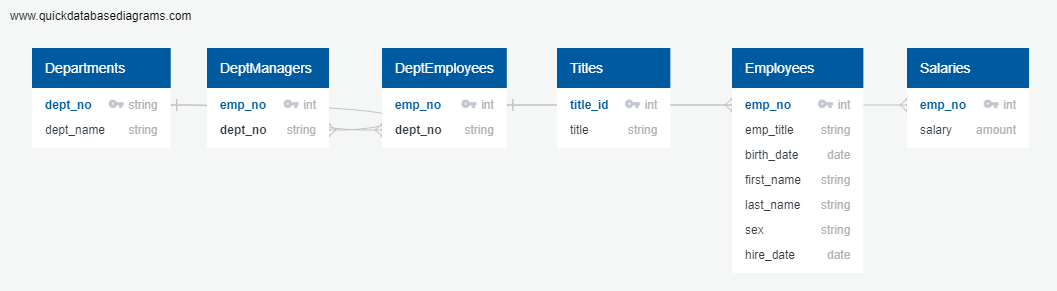 www.quickdatabasediagrams.com
Departments
dept_no string
dept_name string
DeptManagers
emp_no int
dept_no string
DeptEmployees
emp_no int
dept_no string
Titles
title_id int
title string
Employees
emp_no int
emp_title string
birth_date date
first_name string
last_name string
sex string
hire_date date
Salaries
emp_no int
salary amount